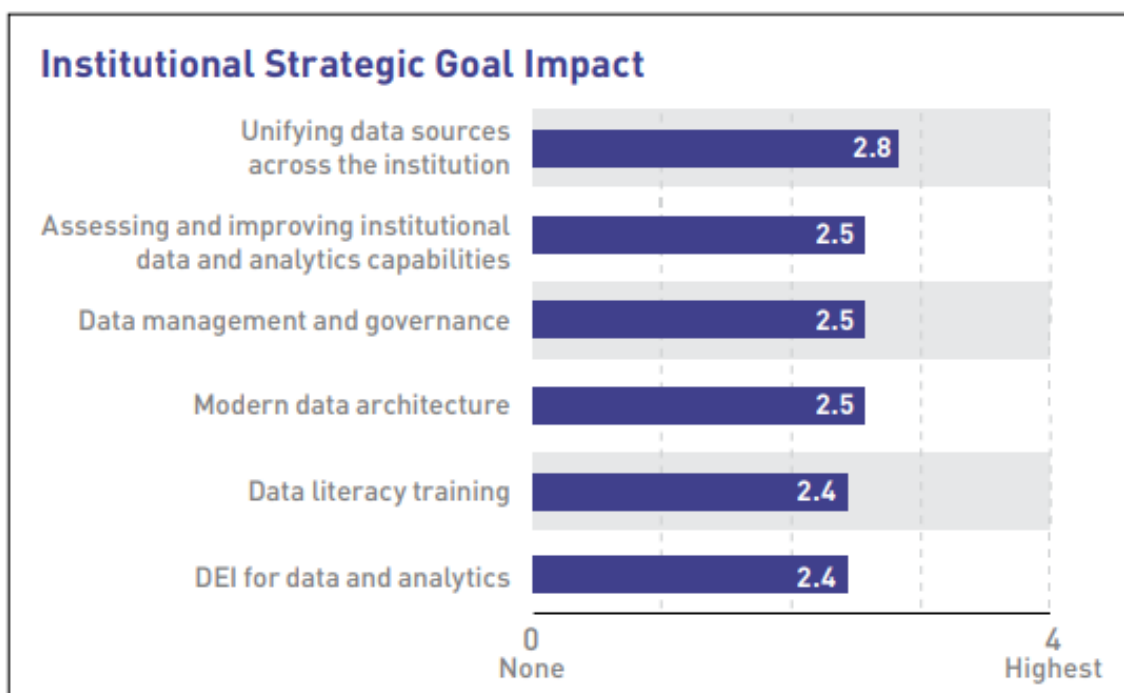 Institutional Strategic Goal Impact
Unifying data sources
across the institution
2.8
Assessing and improving institutional
data and analytics capabilities
2.5
Data management and governance
2.5
Modern data architecture
2.5
Data literacy training
2.4
DEI for data and analytics
2.4
0
None
4
Highest